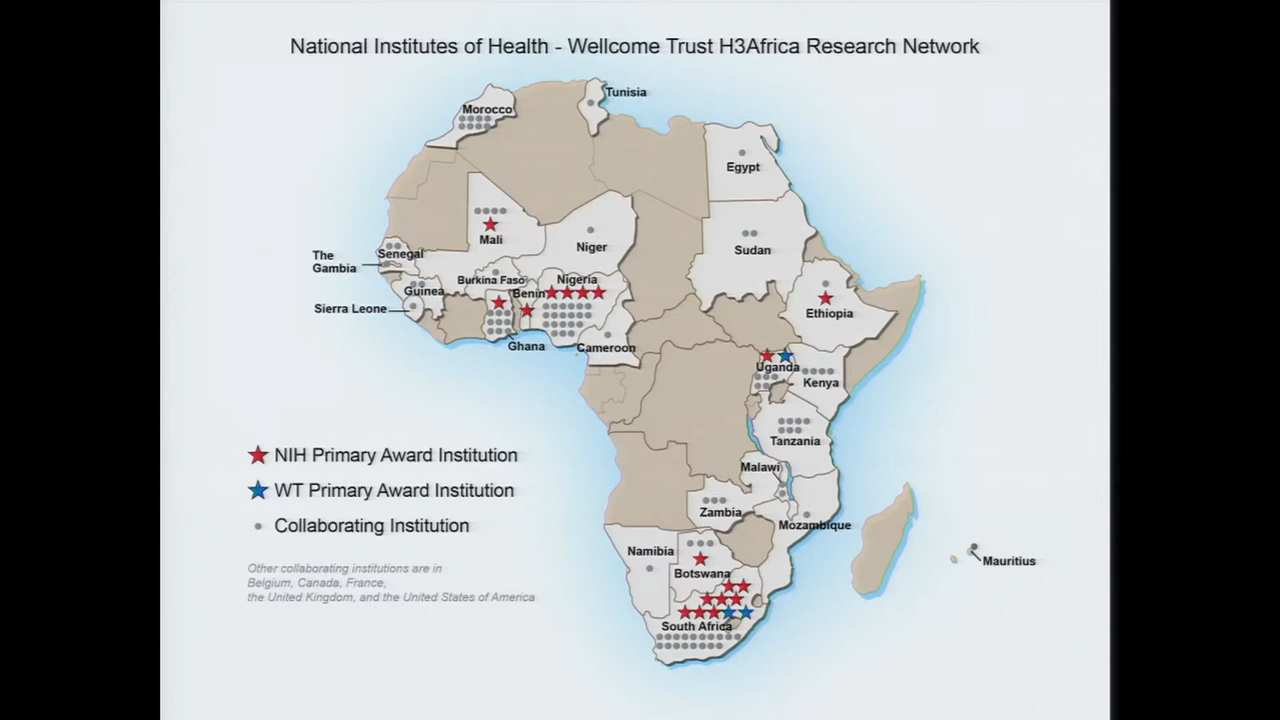 National Institutes of Health - Wellcome Trust H3Africa Research Network
Tunisia
Morocco
Egypt
Mali
Niger
Sudan
Senegal
The
Gambia
Burkina Faso
Nigeria
Guinea
Benin
Sierra Leone
Ethiopia
Ghana
Cameroon
Uganda
Kenya
Tanzania
NIH Primary Award Institution
Malawi
WT Primary Award Institution
Zambia
Collaborating Institution
Mozambique
Namibia
Mauritius
Botswana
Other collaborating institutions are in
Belgium, Canada, France,
the United Kingdom, and the United States of America
South Africa